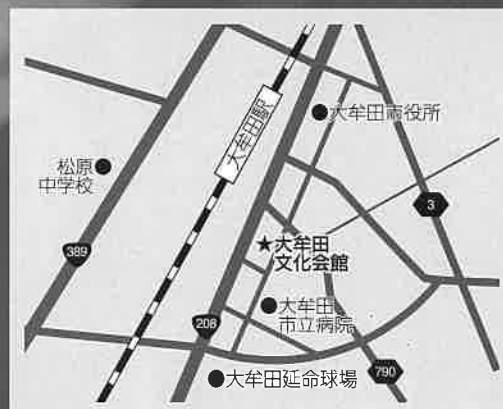 大牟田市役所
大牟田駅
松原
中学校
3
389
★大牟田
文化会館
大牟田
市立病院
208
大牟田延命球場
790